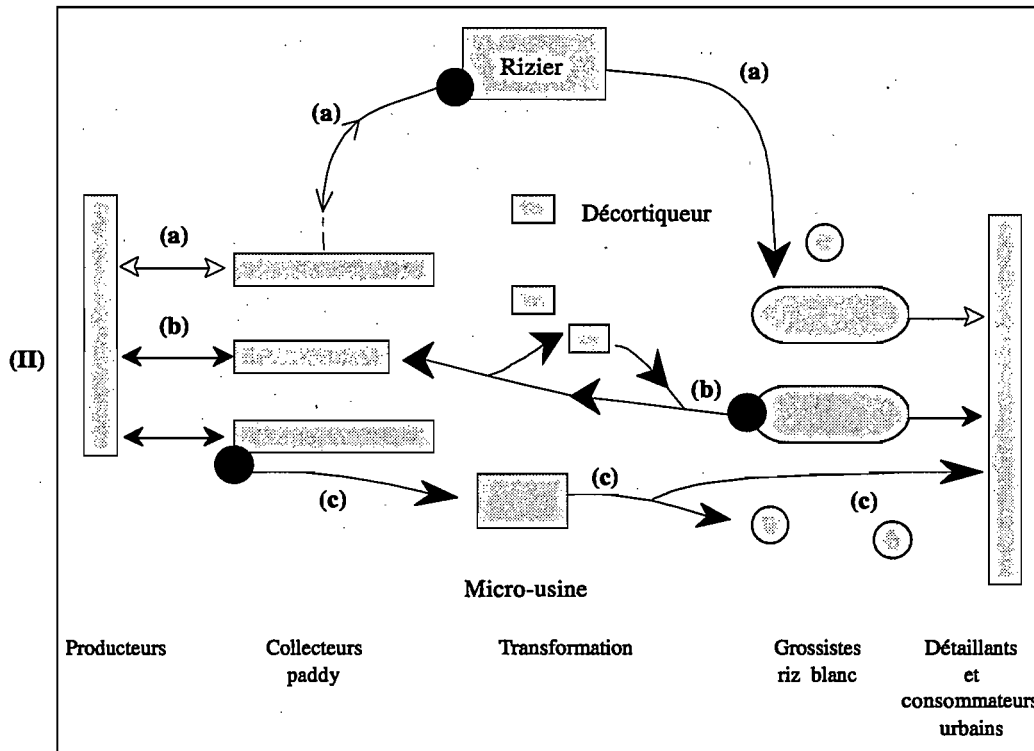 Rizier
(a)
(a)
Décortiqueur
(a)
(b)
(II)
(b)
(c)
(c)
(c)
Micro-usine
Producteurs
Collecteurs
paddy
Transformation
Grossistes
riz blanc
Détaillants
et
consommateurs
urbains